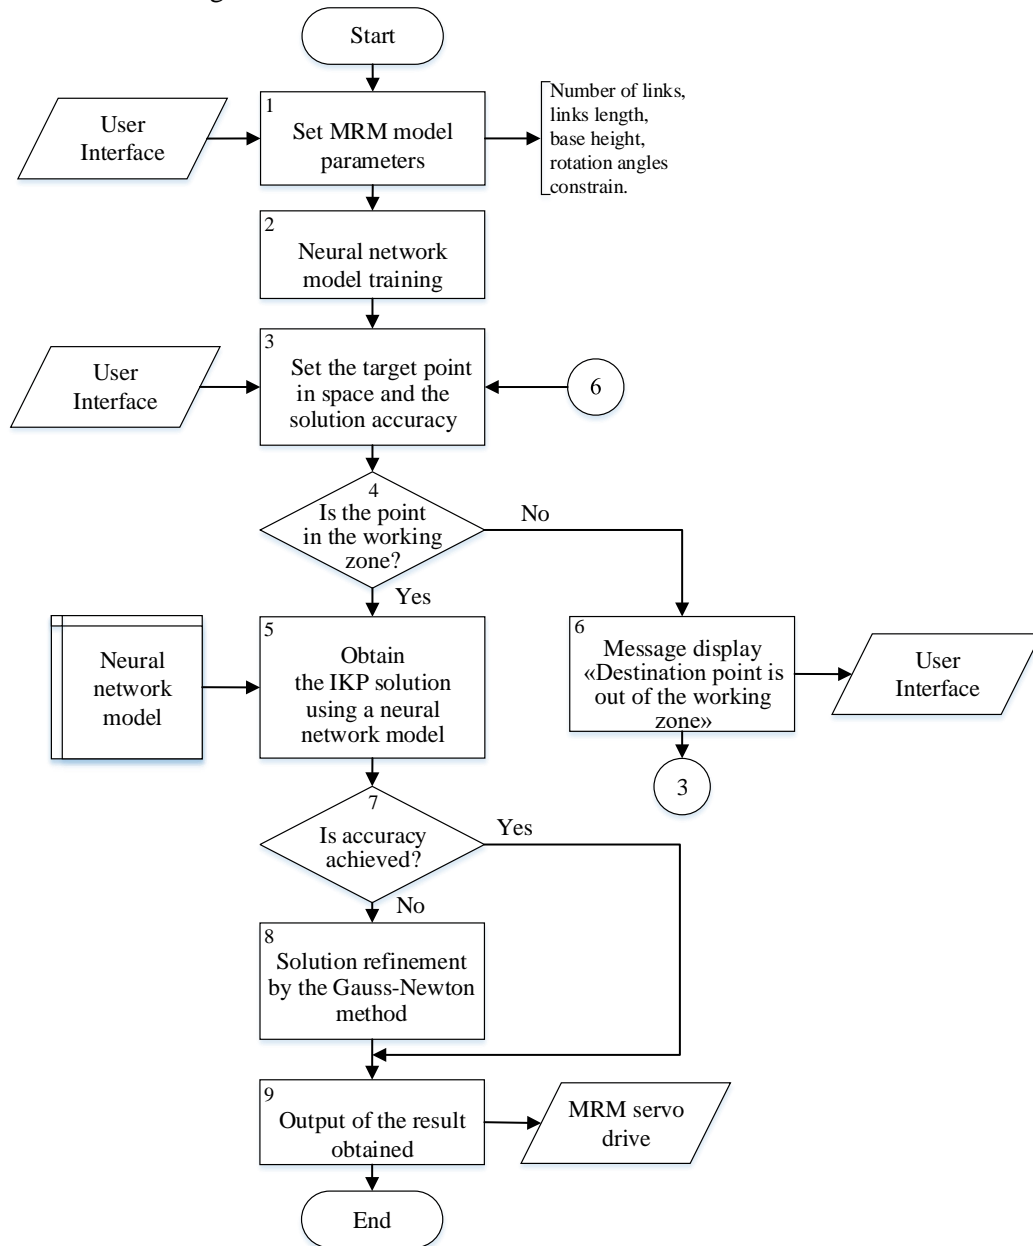 Start
1
Set MRM model
parameters
User
Interface
Number of links,
links length,
base height,
rotation angles
constrain.
2
Neural network
model training
3
Set the target point
in space and the
solution accuracy
User
Interface
6
4
Is the point
in the working
zone?
No
Yes
5
Obtain
the IKP solution
using a neural
network model
Neural
network
model
6
Message display
«Destination point is
out of the working
zone»
User
Interface
3
7
Is accuracy
achieved?
Yes
No
8
Solution refinement
by the Gauss-Newton
method
9
Output of the result
obtained
MRM servo
drive
End